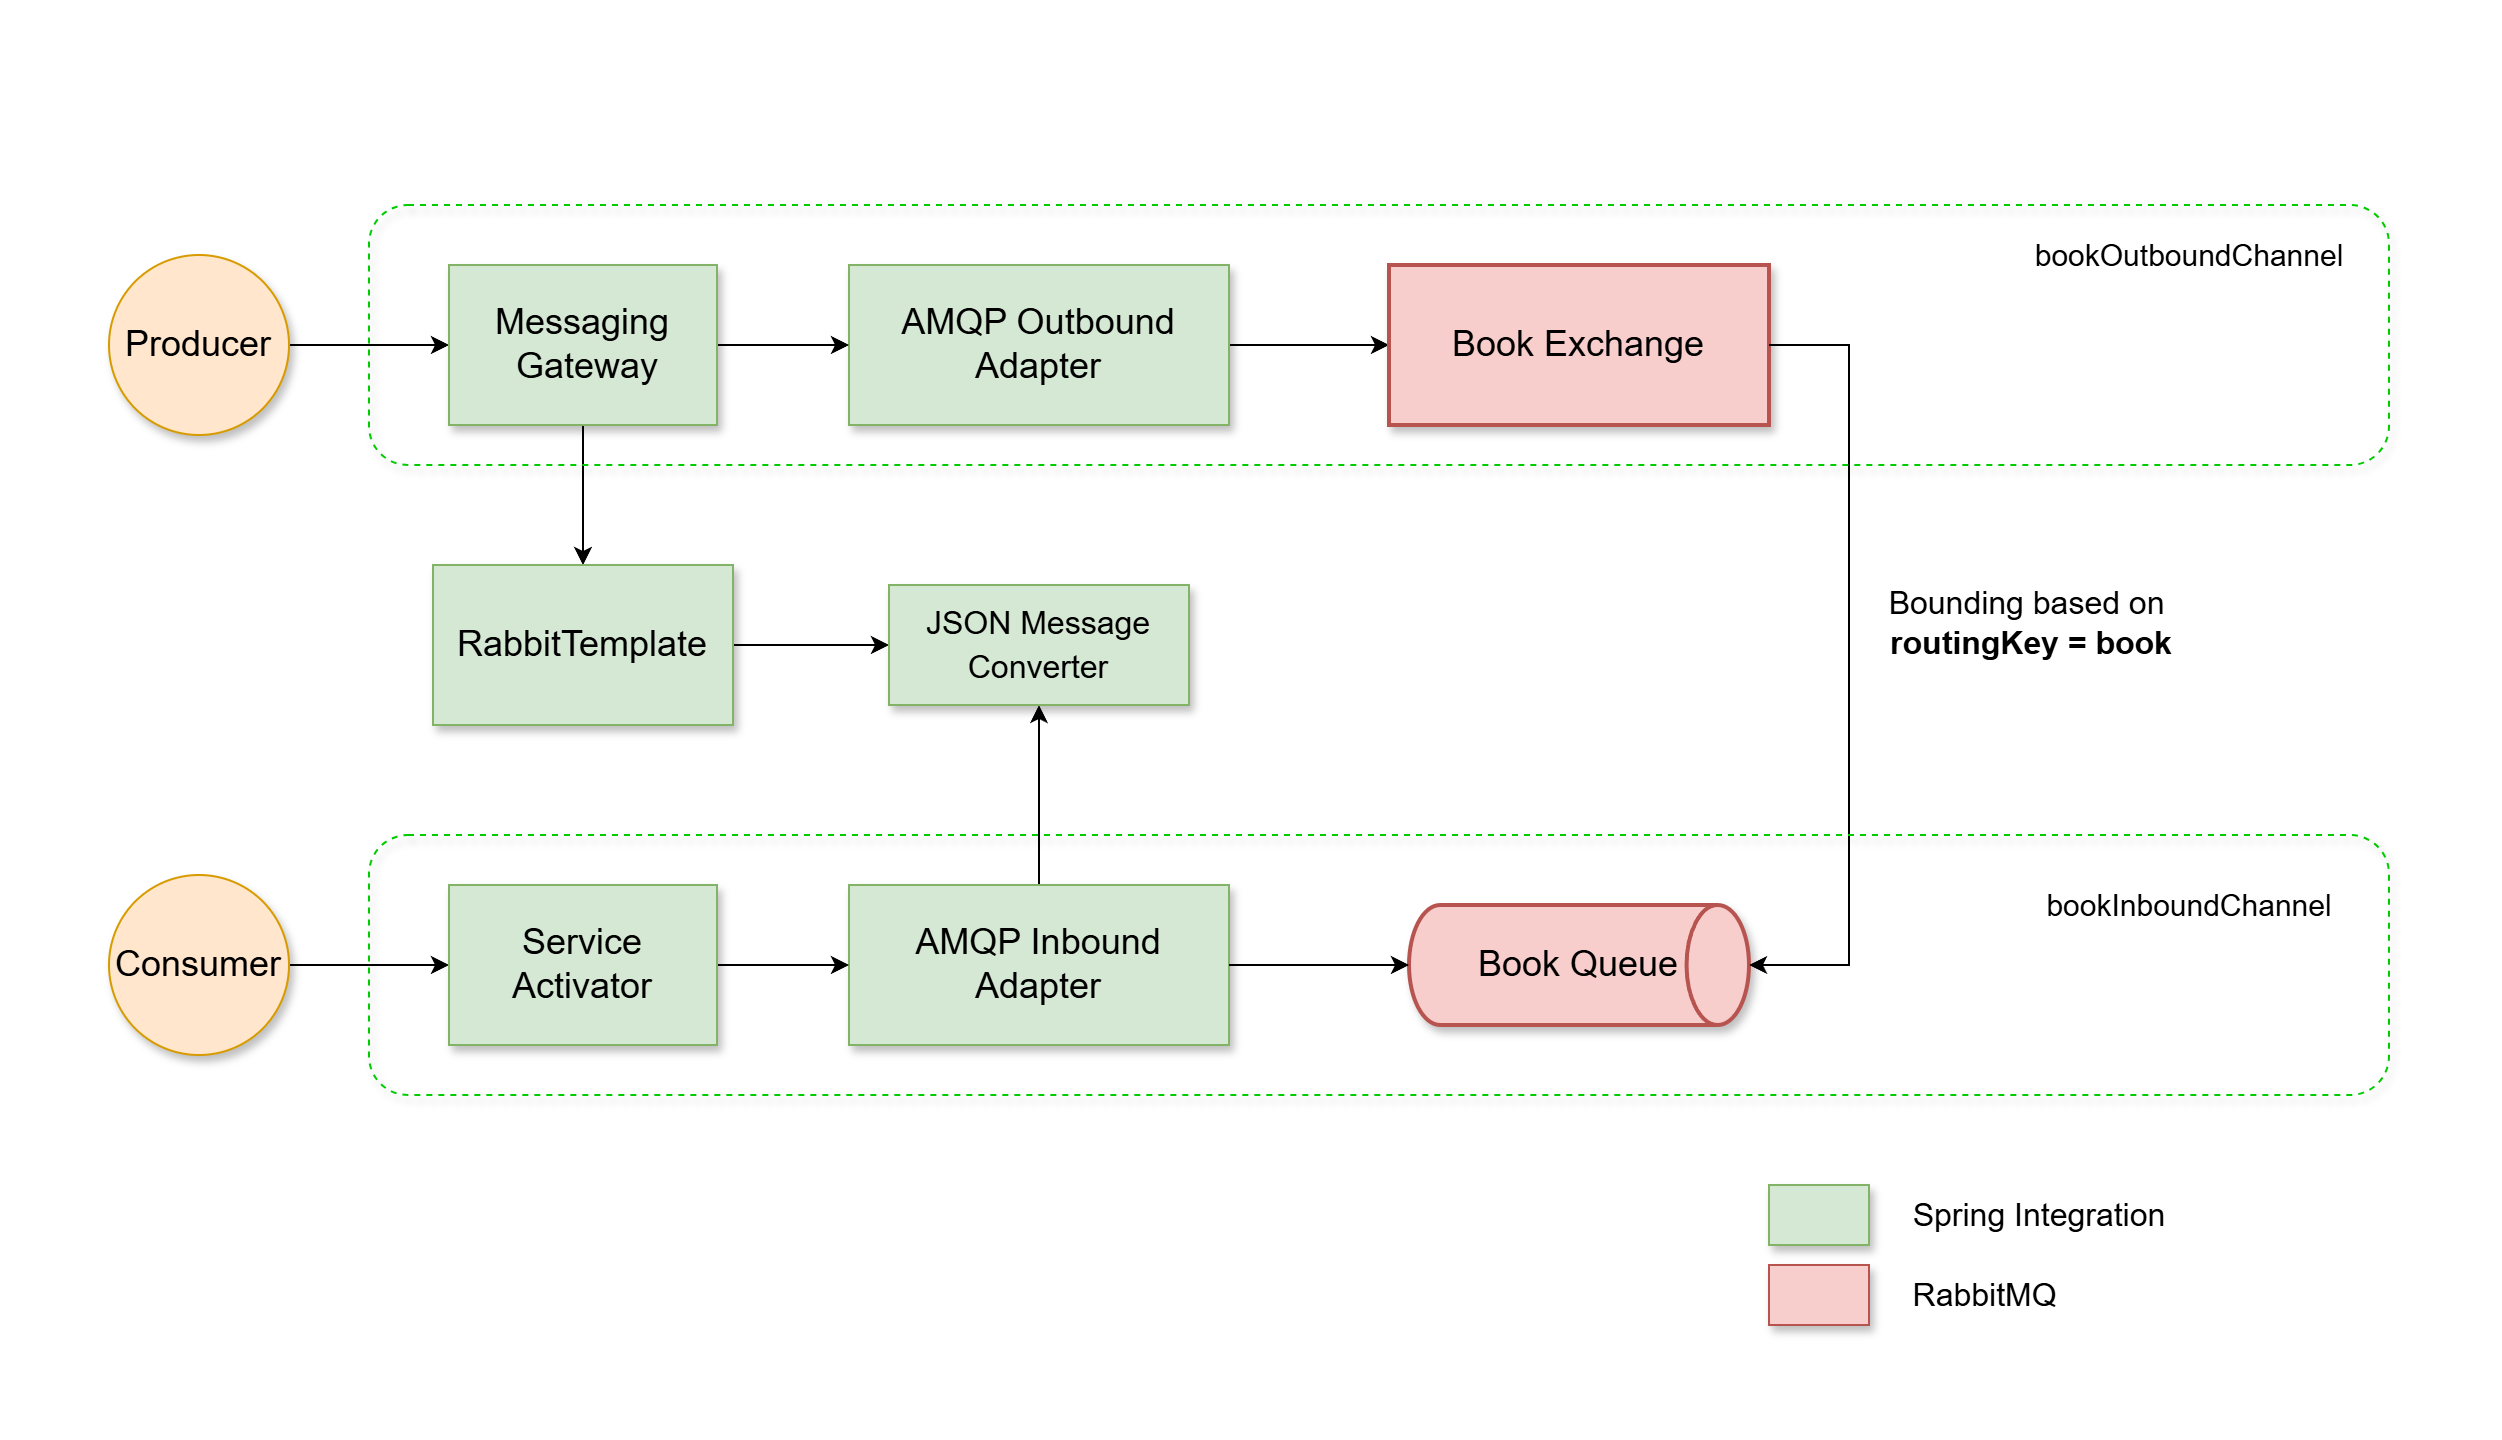 bookOutboundChannel
Producer
Messaging
Gateway
AMQP Outbound
Adapter
Book Exchange
RabbitTemplate
JSON Message
Converter
Bounding based on
routingKey = book
bookInboundChannel
Consumer
Service
Activator
AMQP Inbound
Adapter
Book Queue
Spring Integration
RabbitMQ